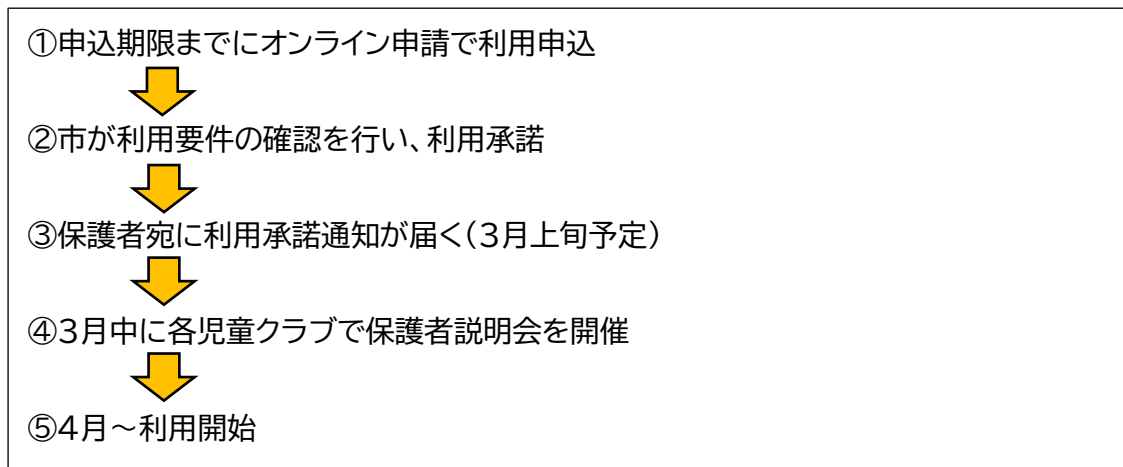 ①申込期限までにオンライン申請で利用申込
②市が利用要件の確認を行い、利用承諾
③保護者宛に利用承諾通知が届く(3月上旬予定)
④3月中に各児童クラブで保護者説明会を開催
⑤4月～利用開始